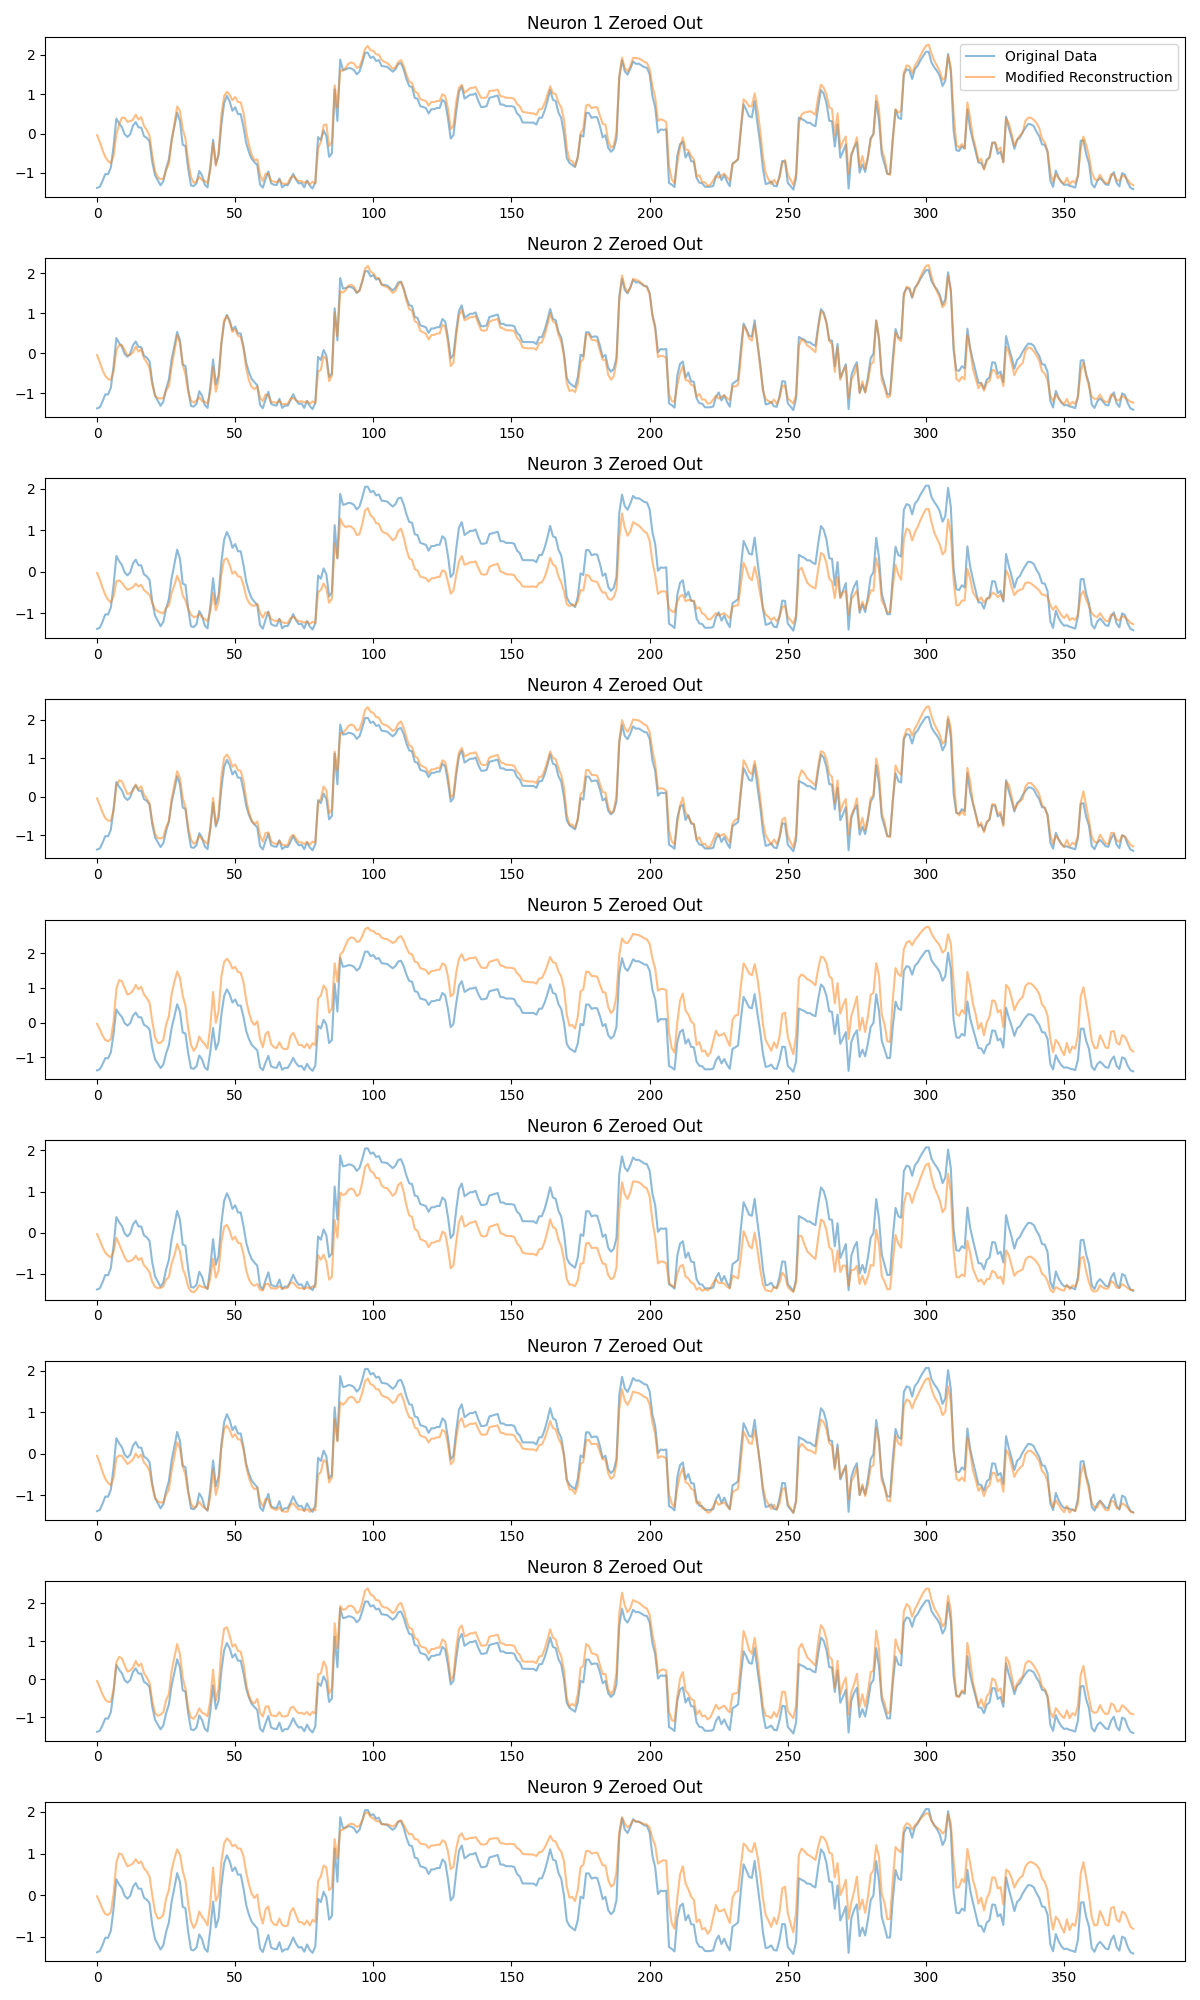 Neuron 1 Zeroed Out
Original Data
Modified Reconstruction
2
1
0
−1
0 50 100 150 200 250 300 350
Neuron 2 Zeroed Out
2
1
0
−1
0 50 100 150 200 250 300 350
Neuron 3 Zeroed Out
2
1
0
−1
0 50 100 150 200 250 300 350
Neuron 4 Zeroed Out
2
1
0
−1
0 50 100 150 200 250 300 350
Neuron 5 Zeroed Out
2
1
0
−1
0 50 100 150 200 250 300 350
Neuron 6 Zeroed Out
2
1
0
−1
0 50 100 150 200 250 300 350
Neuron 7 Zeroed Out
2
1
0
−1
0 50 100 150 200 250 300 350
Neuron 8 Zeroed Out
2
1
0
−1
0 50 100 150 200 250 300 350
Neuron 9 Zeroed Out
2
1
0
−1
0 50 100 150 200 250 300 350